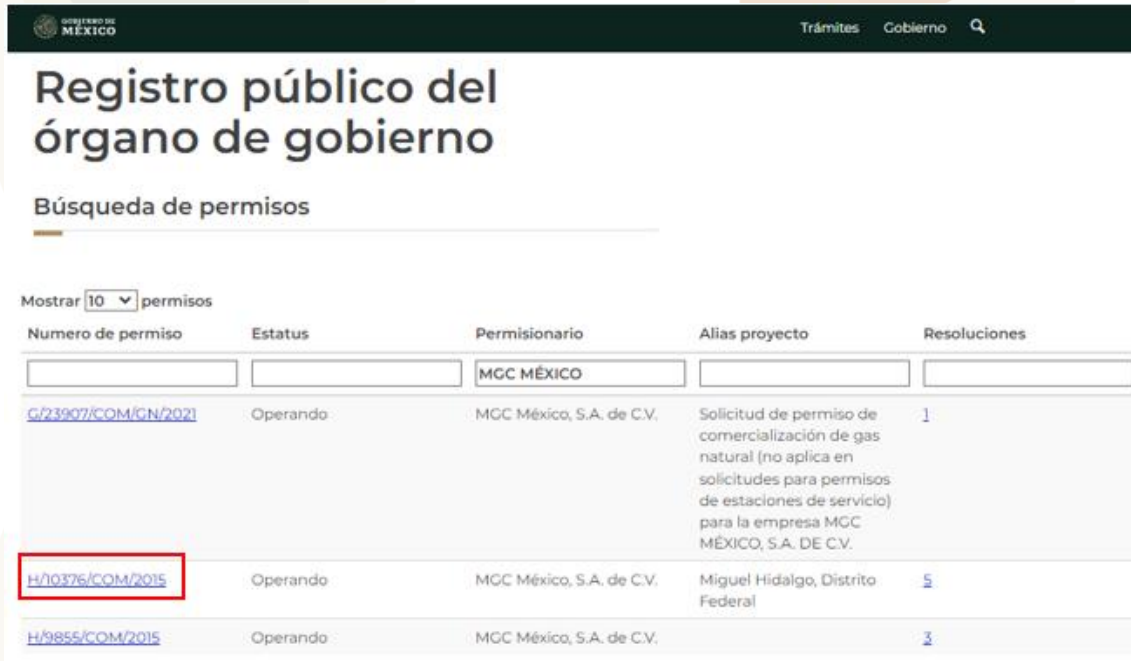 GOBIERNO DE
MÉXICO
Trámites Gobierno
Registro público del
órgano de gobierno
Búsqueda de permisos
Mostrar 10 permisos
Numero de permiso Estatus Permisionario Alias proyecto Resoluciones
MGC MÉXICO
G/23907/COM/GN/2021 Operando MGC México, S.A. de C.V. Solicitud de permiso de 1
comercialización de gas
natural (no aplica en
solicitudes para permisos
de estaciones de servicio)
para la empresa MGC
MÉXICO, S.A. DE C.V.
H/10376/COM/2015 Operando MGC México, S.A. de C.V. Miguel Hidalgo, Distrito 5
Federal
H/9855/COM/2015 Operando MGC México, S.A. de C.V. 3